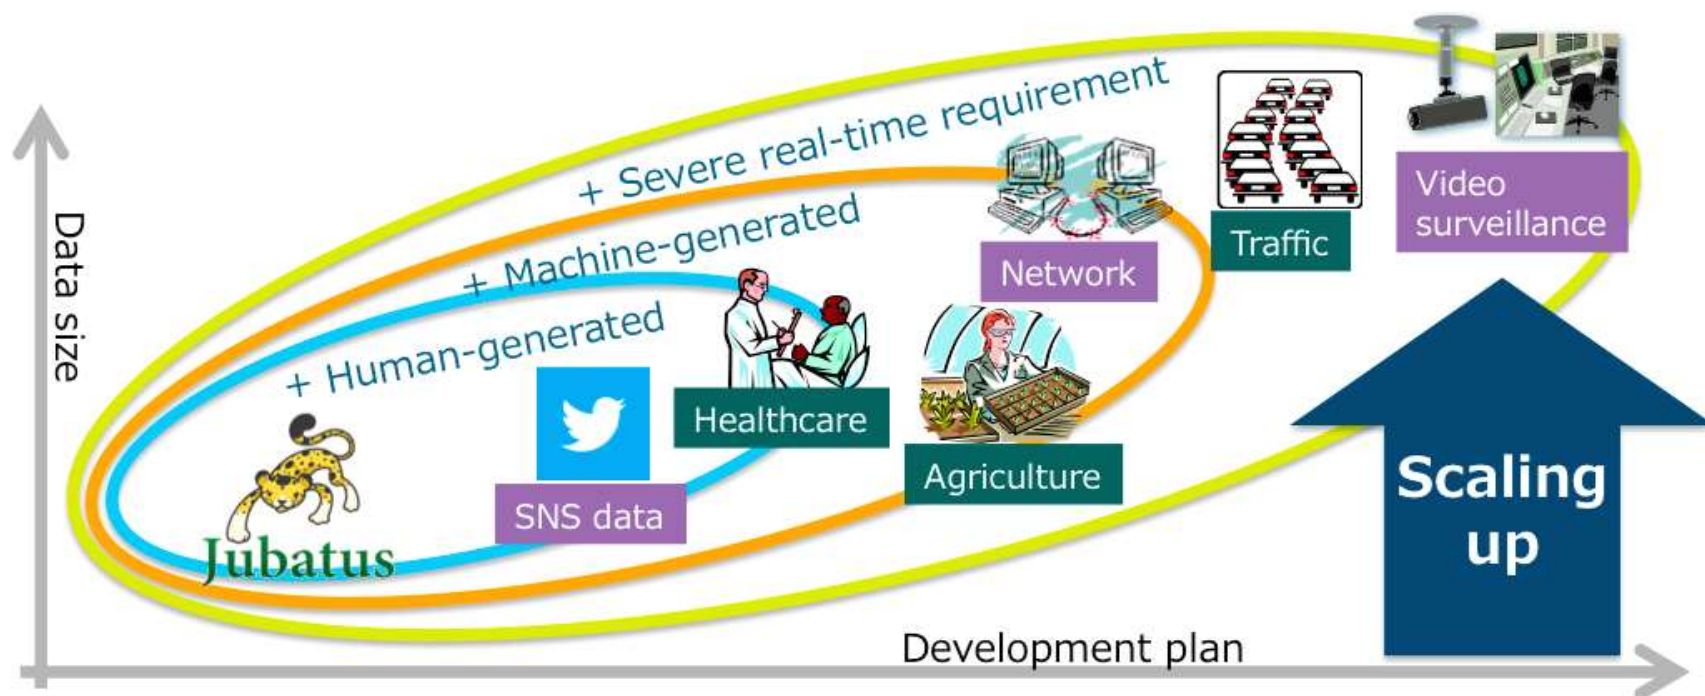 + Severe real-time requirement
+ Machine-generated
+ Human-generated
Data size
Jubatus
SNS data
Healthcare
Agriculture
Network
Traffic
Video
surveillance
Scaling
up
Development plan